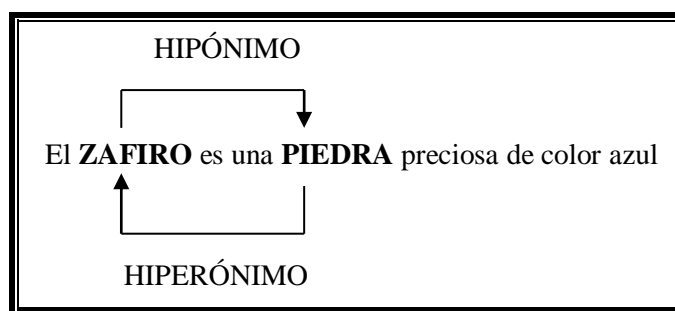 HIPÓNIMO
El ZAFIRO es una PIEDRA preciosa de color azul
HIPERÓNIMO